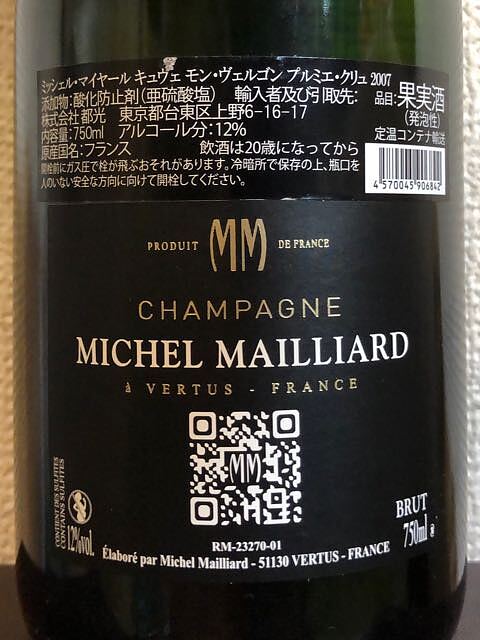 ミッシェル・マイヤール キュヴェ モン・ヴェルゴン プルミエ・クリュ 2007
添加物:酸化防止剤(亜硫酸塩) 輸入者及び引取先:
株式会社都光 東京都台東区上野6-16-17
内容量:750ml アルコール分:12%
原産国名:フランス 飲酒は20歳になってから
開栓前にガス圧で栓が飛ぶおそれがあります。冷暗所で保存の上、瓶口を
人のいない安全な方向に向けて開栓してください。
品目:果実酒
(発泡性)
定温コンテナ輸送
4 570045 906842
PRODUIT MM DE FRANCE
CHAMPAGNE
MICHEL MAILLIARD
à VERTUS - FRANCE
MM
CONTIENT DES SULFITES
CONTAINS SULFITES
12%vol.
BRUT
750ml e
RM-23270-01
Élaboré par Michel Mailliard - 51130 VERTUS - FRANCE